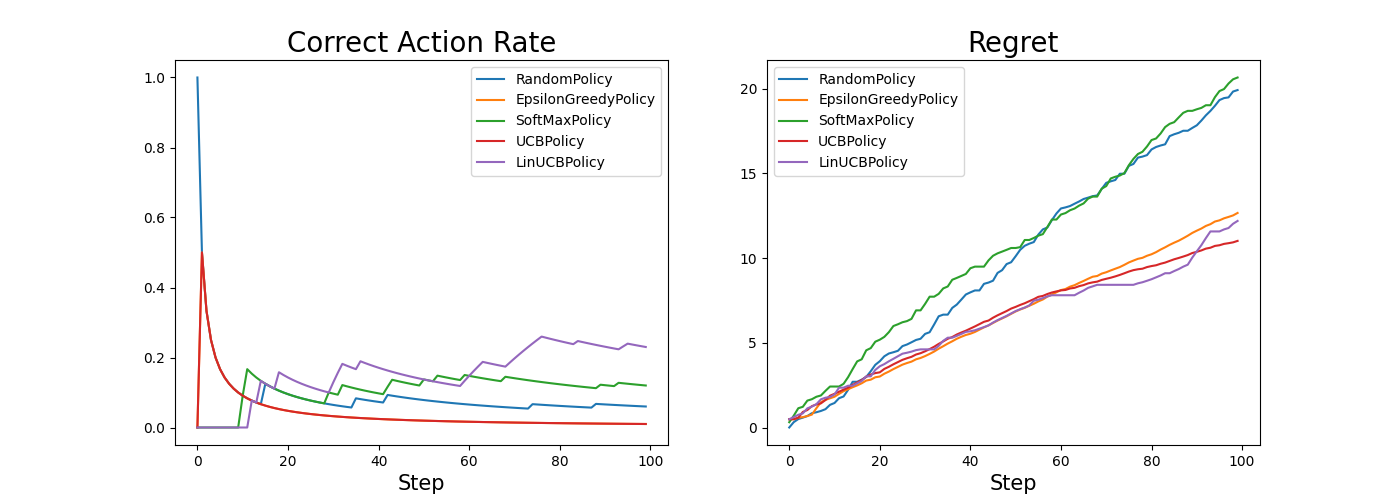 Correct Action Rate
1.0
0.8
0.6
0.4
0.2
0.0
0
20
40
60
80
100
Step
RandomPolicy
EpsilonGreedyPolicy
SoftMaxPolicy
UCBPolicy
LinUCBPolicy
Regret
20
15
10
5
0
0
20
40
60
80
100
Step
RandomPolicy
EpsilonGreedyPolicy
SoftMaxPolicy
UCBPolicy
LinUCBPolicy